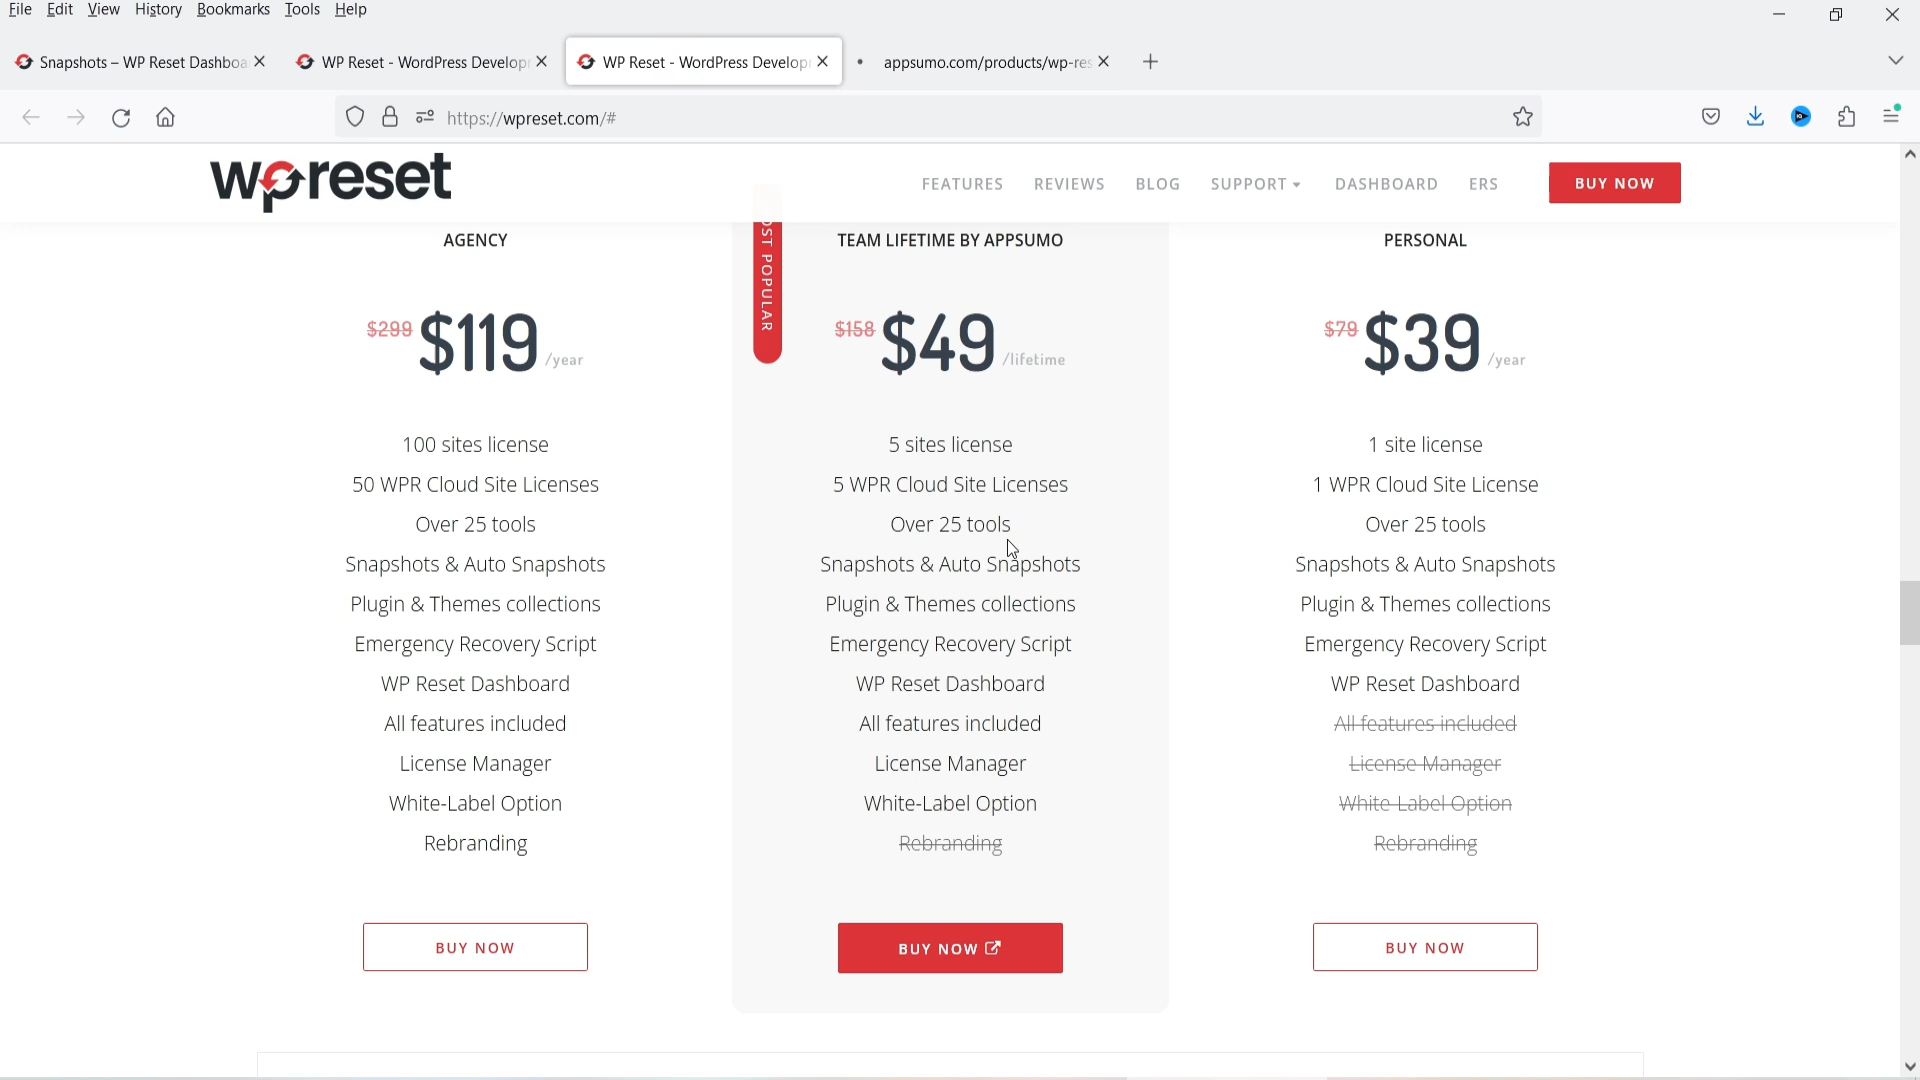 File Edit View History Bookmarks Tools Help
Snapshots – WP Reset Dashboa
WP Reset - WordPress Develop
WP Reset - WordPress Develop
appsumo.com/products/wp-res
https://wpreset.com/#
wpreset
FEATURES REVIEWS BLOG SUPPORT DASHBOARD ERS BUY NOW
AGENCY
$299 $119 /year
100 sites license
50 WPR Cloud Site Licenses
Over 25 tools
Snapshots & Auto Snapshots
Plugin & Themes collections
Emergency Recovery Script
WP Reset Dashboard
All features included
License Manager
White-Label Option
Rebranding
BUY NOW
OST POPULAR
TEAM LIFETIME BY APPSUMO
$158 $49 /lifetime
5 sites license
5 WPR Cloud Site Licenses
Over 25 tools
Snapshots & Auto Snapshots
Plugin & Themes collections
Emergency Recovery Script
WP Reset Dashboard
All features included
License Manager
White-Label Option
Rebranding
BUY NOW
PERSONAL
$79 $39 /year
1 site license
1 WPR Cloud Site License
Over 25 tools
Snapshots & Auto Snapshots
Plugin & Themes collections
Emergency Recovery Script
WP Reset Dashboard
All features included
License Manager
White-Label Option
Rebranding
BUY NOW